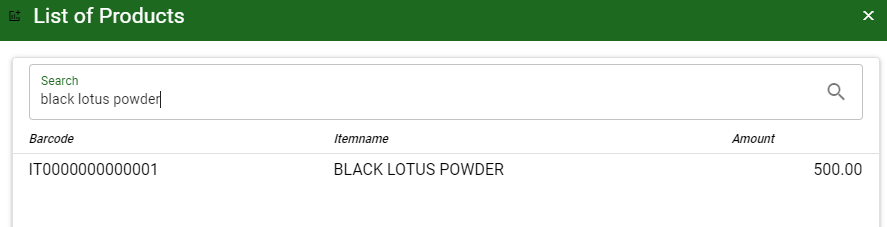 List of Products
Search
black lotus powder
Barcode Itemname Amount
IT0000000000001 BLACK LOTUS POWDER 500.00